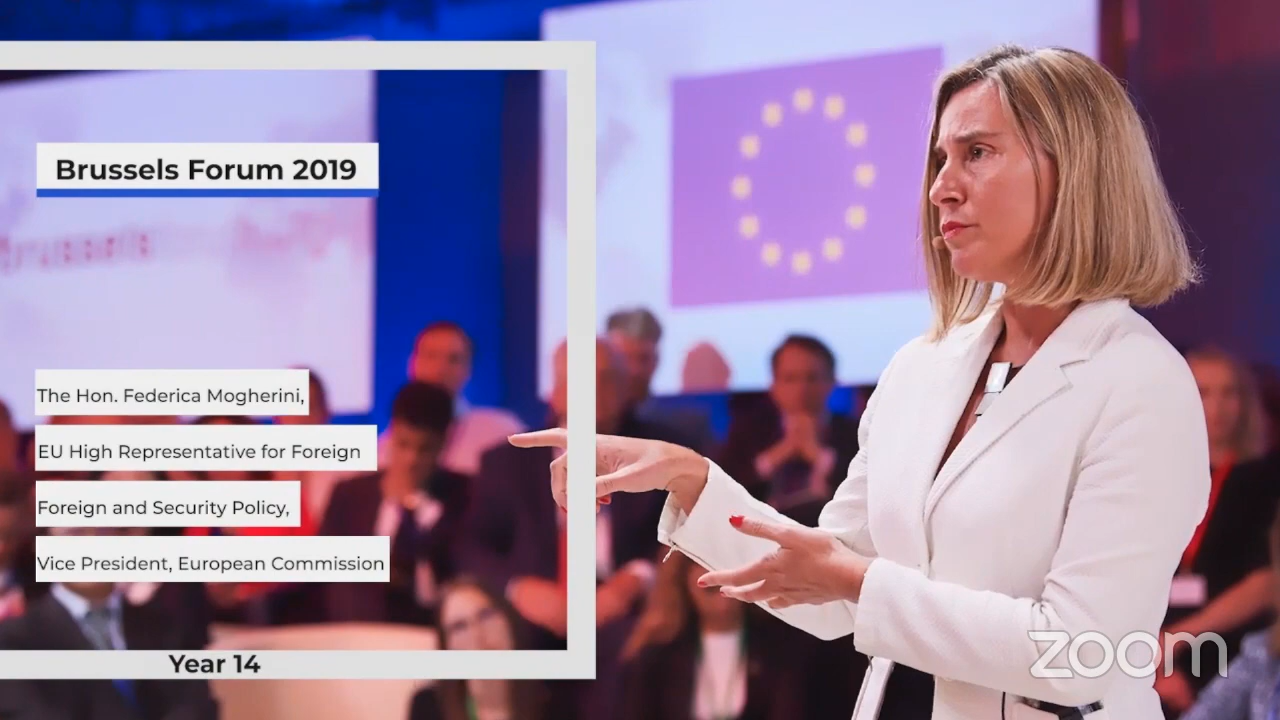 Brussels Forum 2019
Brussels
The Hon. Federica Mogherini,
EU High Representative for Foreign
Foreign and Security Policy,
Vice President, European Commission
Year 14
zoom